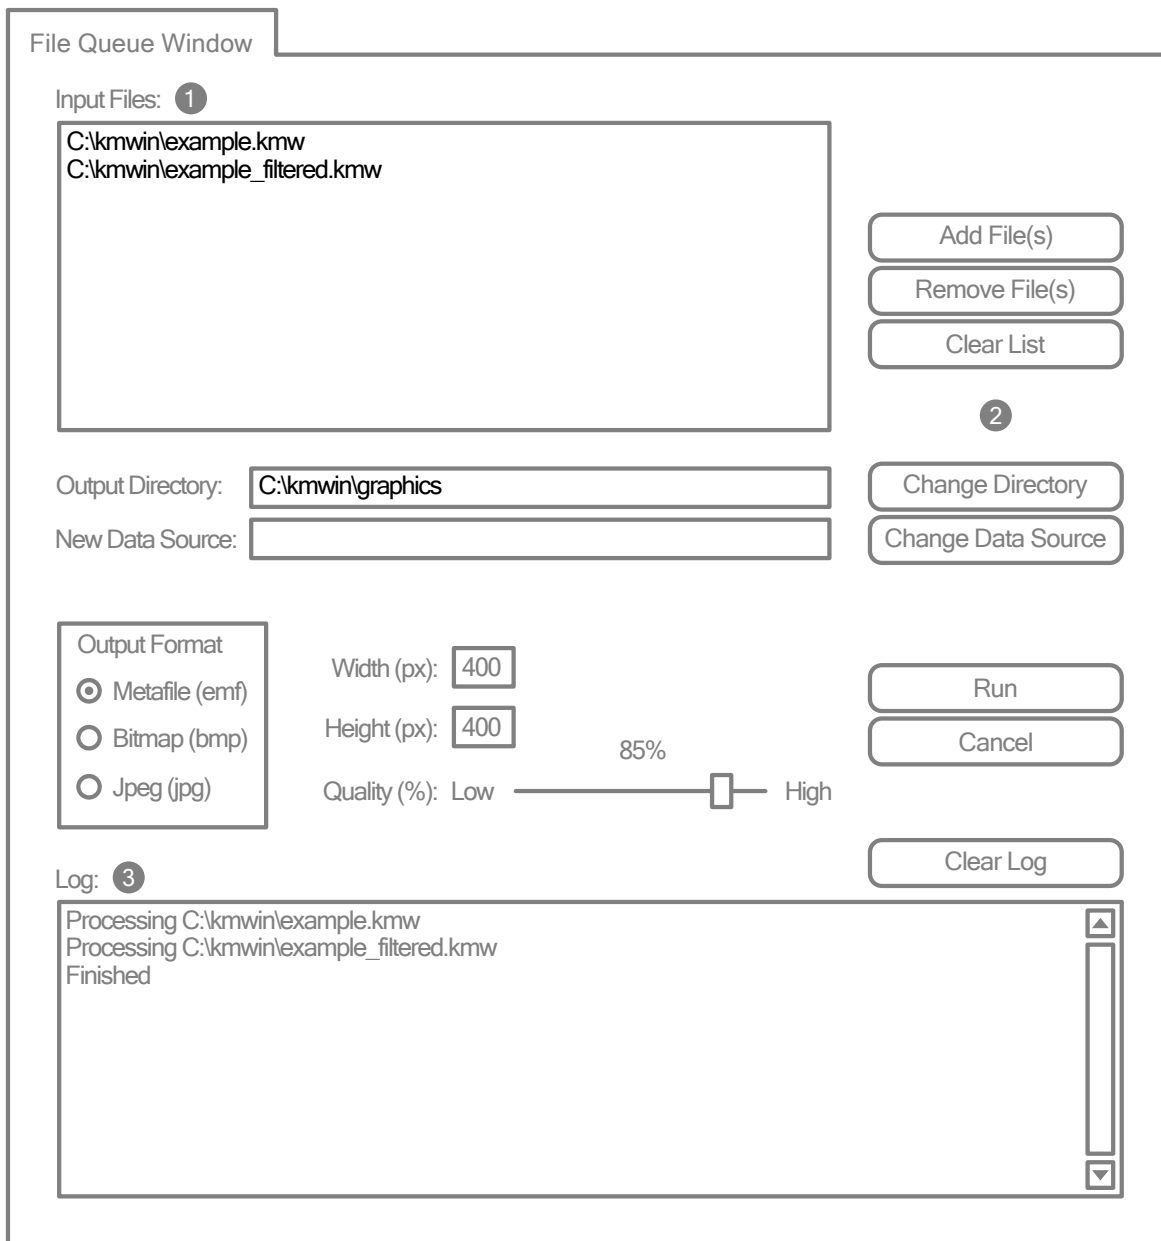 File Queue Window
Input Files: 1
C:\kmwin\example.kmw
C:\kmwin\example_filtered.kmw
Add File(s)
Remove File(s)
Clear List
2
Output Directory: C:\kmwin\graphics Change Directory
New Data Source: Change Data Source
Output Format
Metafile (emf)
Bitmap (bmp)
Jpeg (jpg)
Width (px): 400
Height (px): 400
85%
Quality (%): Low High
Run
Cancel
Clear Log
Log: 3
Processing C:\kmwin\example.kmw
Processing C:\kmwin\example_filtered.kmw
Finished